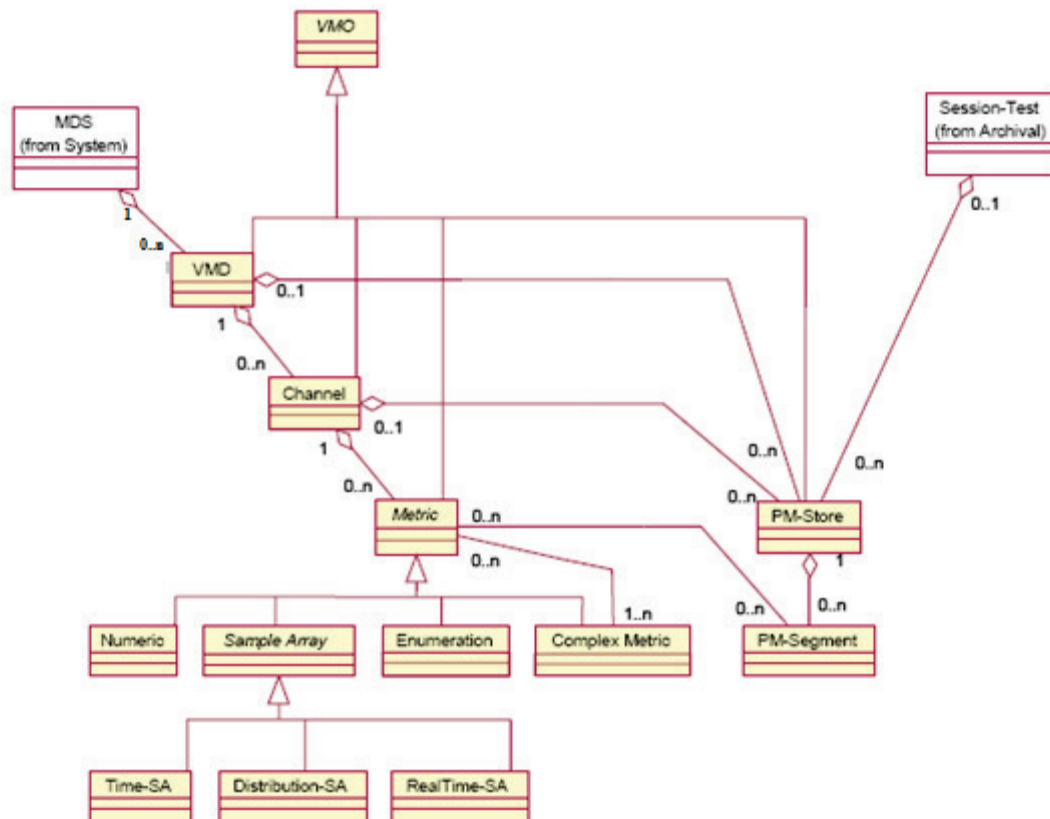 VMO
MDS
(from System)
Session-Test
(from Archival)
1
0..n
0..1
VMD
0..1
1
0..n
Channel
0..1
1
0..n
0..n
0..n
0..n
Metric
0..n
0..n
PM-Store
1
1..n
0..n
0..n
Numeric
Sample Array
Enumeration
Complex Metric
PM-Segment
Time-SA
Distribution-SA
RealTime-SA